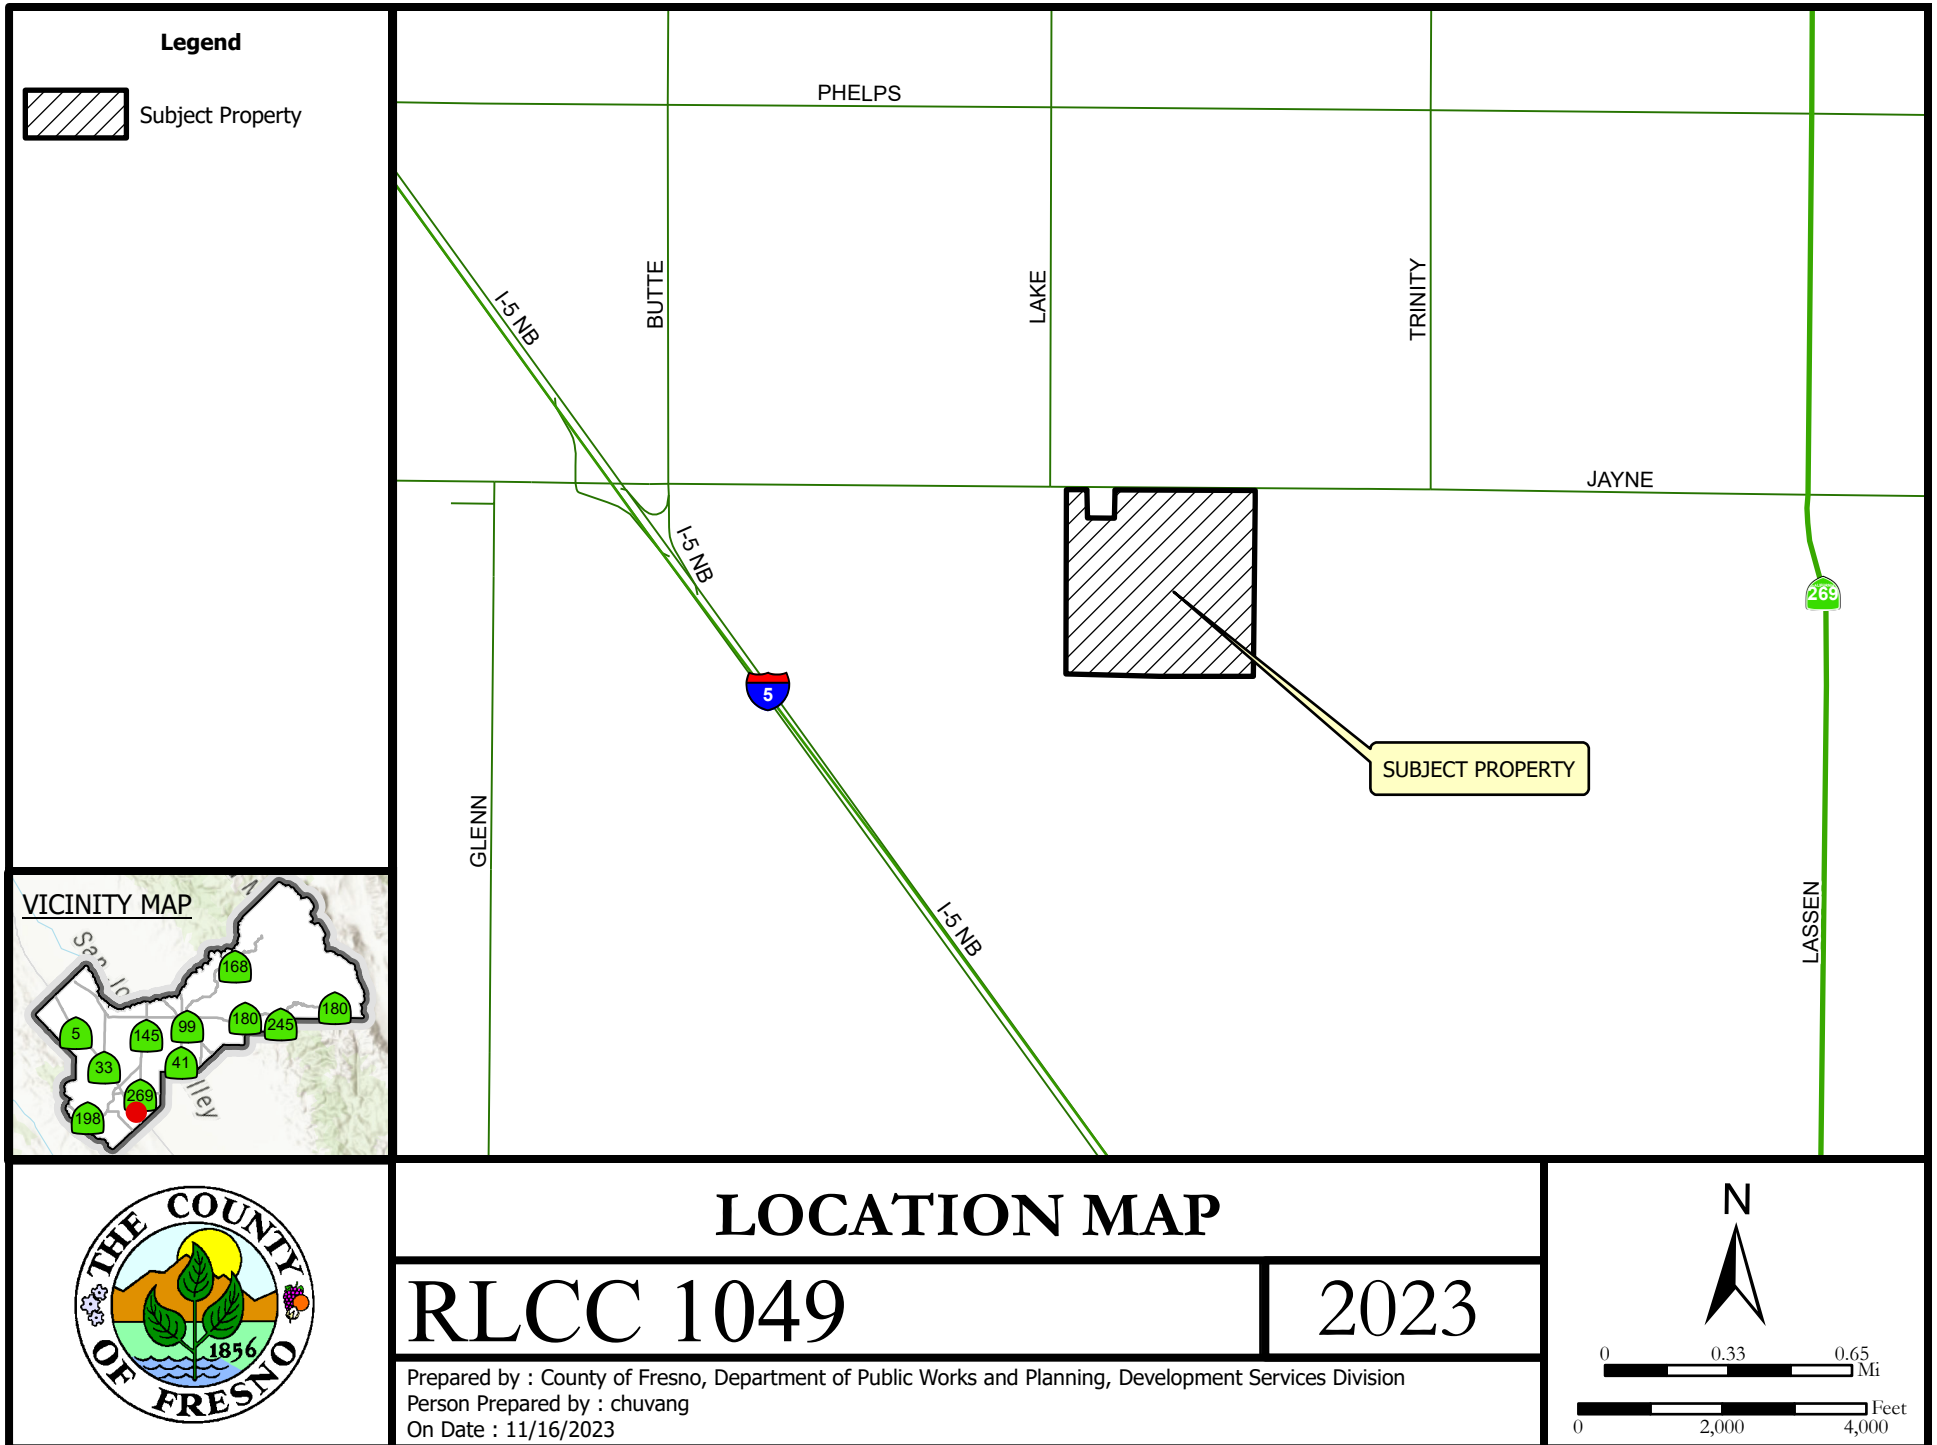 Legend
Subject Property
PHELPS
I-5 NB
BUTTE
LAKE
TRINITY
JAYNE
I-5 NB
269
5
SUBJECT PROPERTY
GLENN
I-5 NB
LASSEN
VICINITY MAP
San Jo
lley
168
180
180
245
5
145
99
33
41
269
198
THE COUNTY
OF FRESNO
1856
LOCATION MAP
RLCC 1049
2023
Prepared by : County of Fresno, Department of Public Works and Planning, Development Services Division
Person Prepared by : chuvang
On Date : 11/16/2023
N
0 0.33 0.65
Mi
Feet
0 2,000 4,000